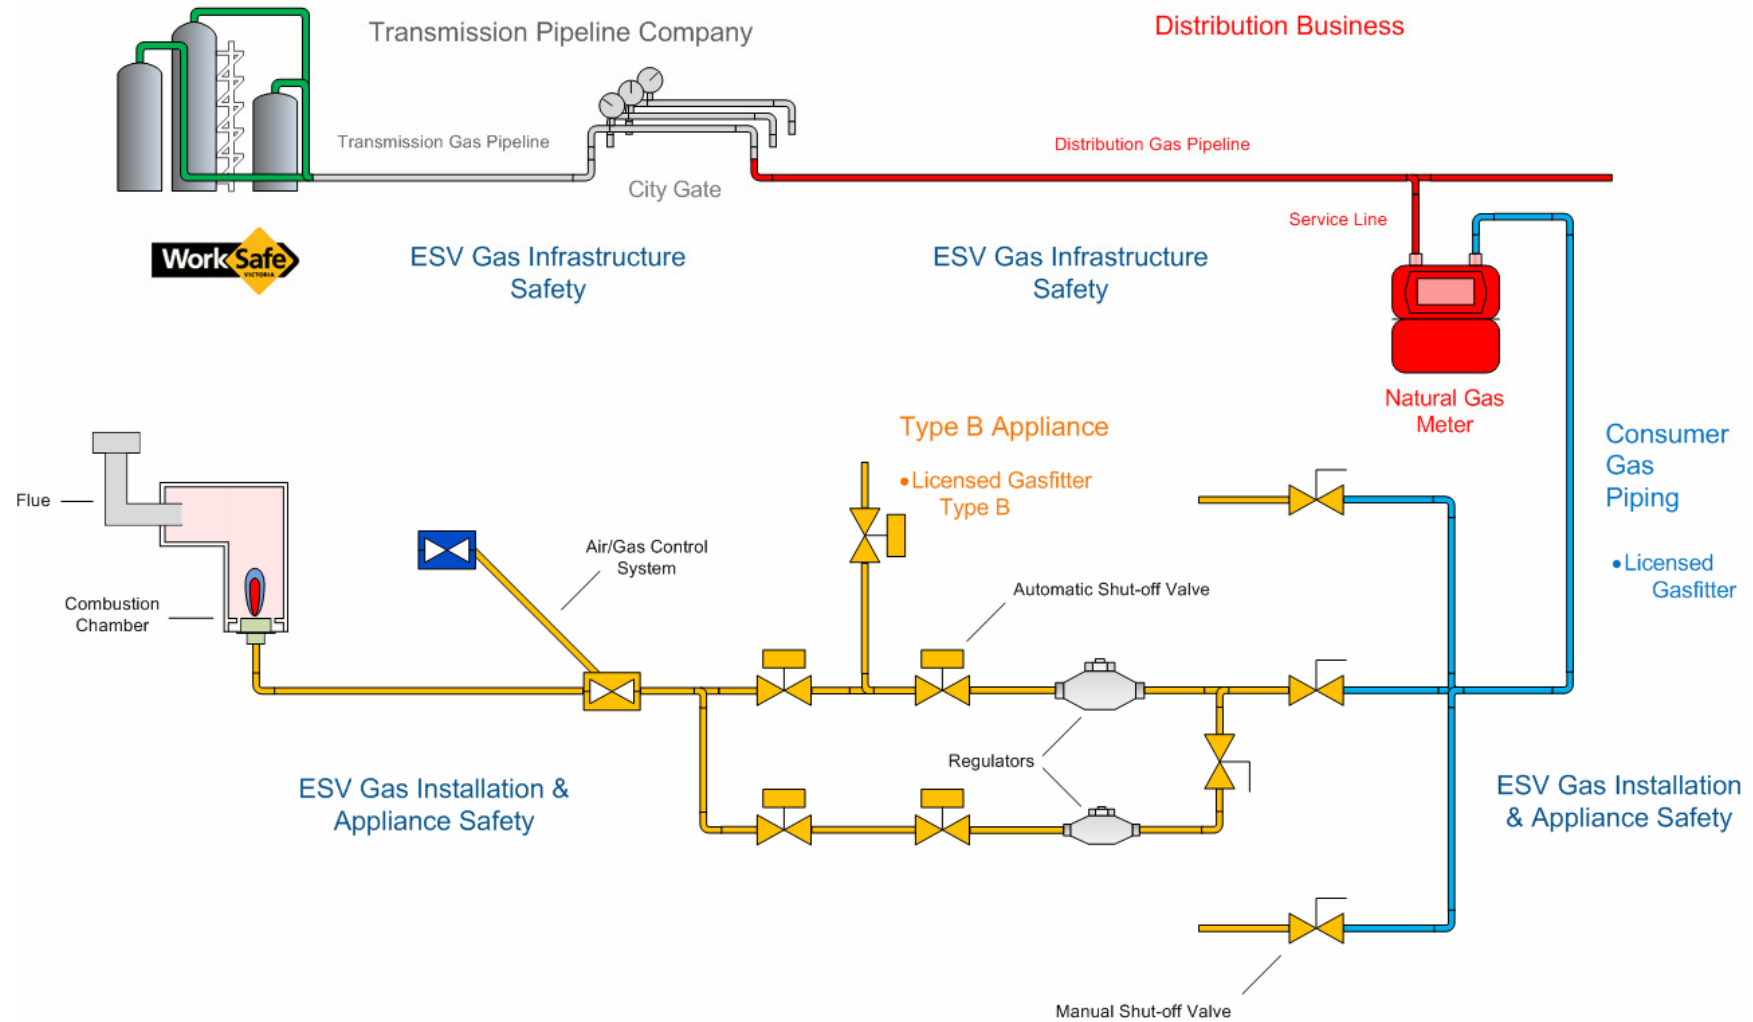 Transmission Pipeline Company
Distribution Business
Transmission Gas Pipeline
Distribution Gas Pipeline
City Gate
Service Line
WorkSafe
VICTORIA
ESV Gas Infrastructure
Safety
ESV Gas Infrastructure
Safety
Natural Gas
Meter
Type B Appliance
• Licensed Gasfitter
Type B
Consumer
Gas
Piping
• Licensed
Gasfitter
Flue
Air/Gas Control
System
Automatic Shut-off Valve
Combustion
Chamber
Regulators
ESV Gas Installation &
Appliance Safety
ESV Gas Installation
& Appliance Safety
Manual Shut-off Valve